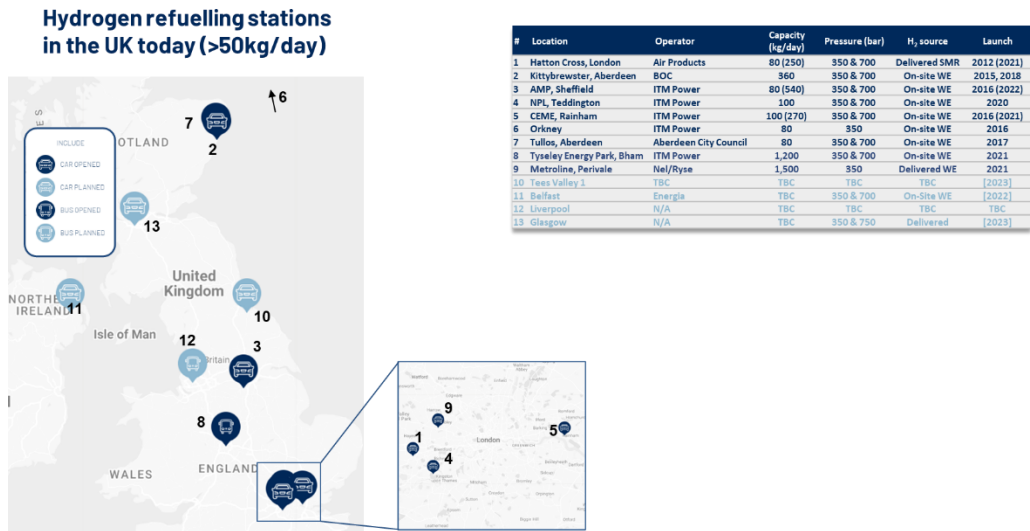 Hydrogen refuelling stations
in the UK today (>50kg/day)
# Location Operator Capacity (kg/day) Pressure (bar) H₂ source Launch
1 Hatton Cross, London Air Products 80 (250) 350 & 700 Delivered SMR 2012 (2021)
2 Kittybrewster, Aberdeen BOC 360 350 & 700 On-site WE 2015, 2018
3 AMP, Sheffield ITM Power 80 (540) 350 & 700 On-site WE 2016 (2022)
4 NPL, Teddington ITM Power 100 350 & 700 On-site WE 2020
5 CEME, Rainham ITM Power 100 (270) 350 & 700 On-site WE 2016 (2021)
6 Orkney ITM Power 80 350 On-site WE 2016
7 Tullos, Aberdeen Aberdeen City Council 80 350 & 700 On-site WE 2017
8 Tyseley Energy Park, Bham ITM Power 1,200 350 & 700 On-site WE 2021
9 Metroline, Perivale Nel/Ryse 1,500 350 Delivered WE 2021
10 Tees Valley 1 TBC TBC TBC TBC [2023]
11 Belfast Energia TBC 350 & 700 On-Site WE [2022]
12 Liverpool N/A TBC TBC TBC TBC
13 Glasgow N/A TBC 350 & 750 Delivered [2023]
6
7
2
OTLAND
INCLUDE
CAR OPENED
CAR PLANNED
BUS OPENED
BUS PLANNED
13
United
Kingdom
NORTHE
IRELAND
11
10
Isle of Man
12
Britain
3
8
WALES
ENGLAND
9
1
London
5
4